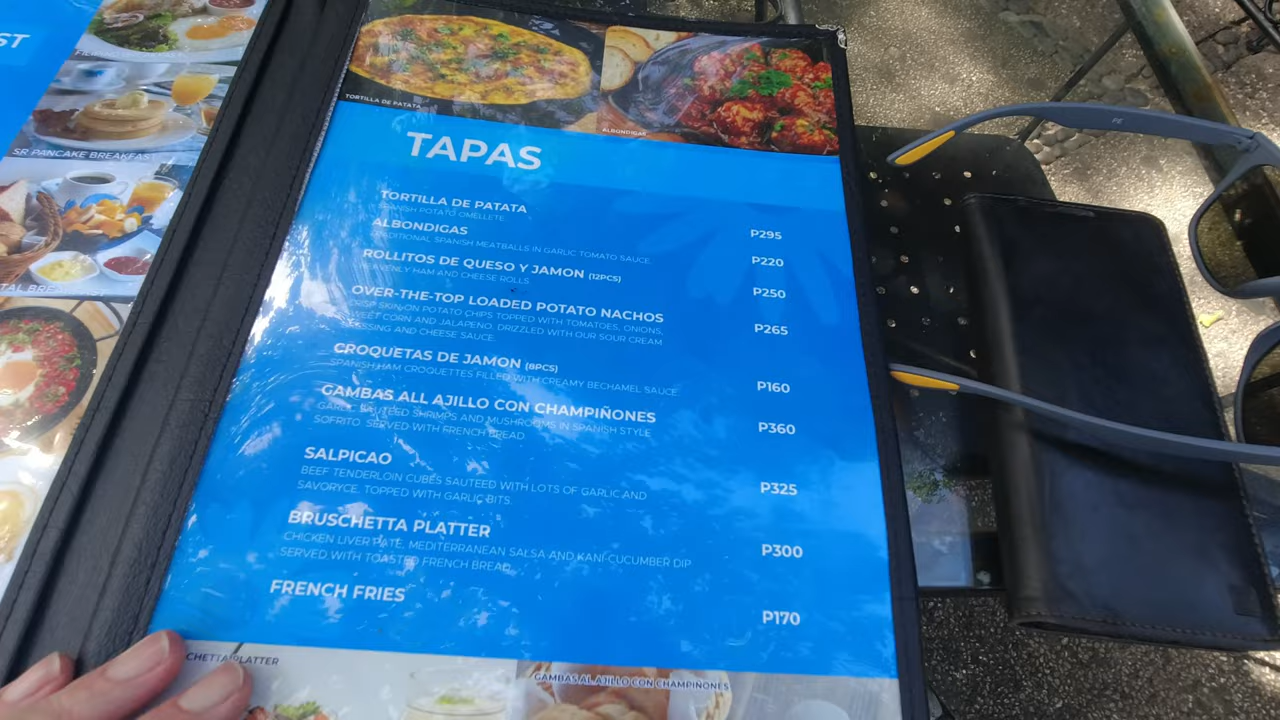 ST
SR PANCAKE BREAKFAST
TORTILLA DE PATATA
ALBONDIGAS
TAPAS
TORTILLA DE PATATA P295
SPANISH POTATO OMELLETE.
ALBONDIGAS P220
TRADITIONAL SPANISH MEATBALLS IN GARLIC TOMATO SAUCE.
ROLLITOS DE QUESO Y JAMON (12PCS) P250
HEAVENLY HAM AND CHEESE ROLLS
OVER-THE-TOP LOADED POTATO NACHOS P265
CRISP SKIN-ON POTATO CHIPS TOPPED WITH TOMATOES, ONIONS,
SWEET CORN AND JALAPENO. DRIZZLED WITH OUR SOUR CREAM
DRESSING AND CHEESE SAUCE.
CROQUETAS DE JAMON (8PCS) P160
SPANISH HAM CROQUETTES FILLED WITH CREAMY BECHAMEL SAUCE.
GAMBAS ALL AJILLO CON CHAMPIÑONES P360
GARLIC SAUTEED SHRIMPS AND MUSHROOMS IN SPANISH STYLE
SOFRITO. SERVED WITH FRENCH BREAD.
SALPICAO P325
BEEF TENDERLOIN CUBES SAUTEED WITH LOTS OF GARLIC AND
SAVORYCE. TOPPED WITH GARLIC BITS.
BRUSCHETTA PLATTER P300
CHICKEN LIVER PATE, MEDITERRANEAN SALSA AND KANI-CUCUMBER DIP
SERVED WITH TOASTED FRENCH BREAD.
FRENCH FRIES P170
CHETTA PLATTER
GAMBAS AL AJILLO CON CHAMPIÑONES